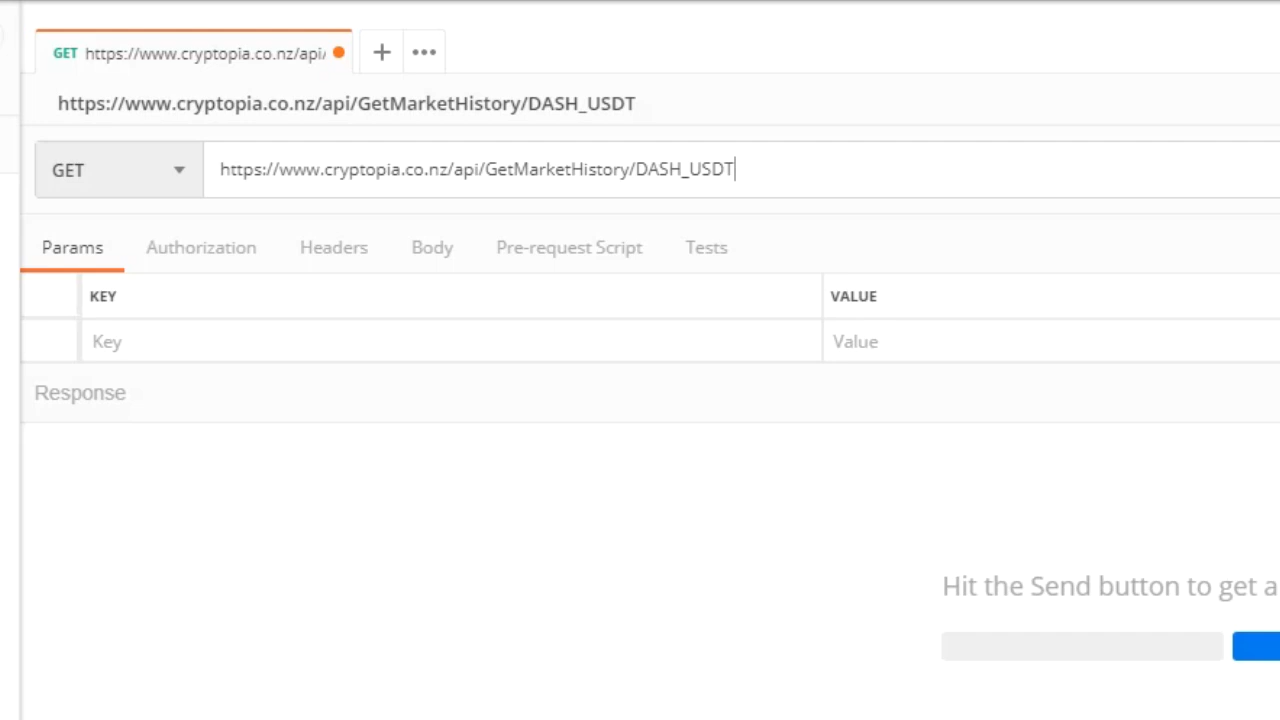 GET https://www.cryptopia.co.nz/api/
https://www.cryptopia.co.nz/api/GetMarketHistory/DASH_USDT
GET https://www.cryptopia.co.nz/api/GetMarketHistory/DASH_USDT
Params Authorization Headers Body Pre-request Script Tests
KEY VALUE
Key Value
Response
Hit the Send button to get a